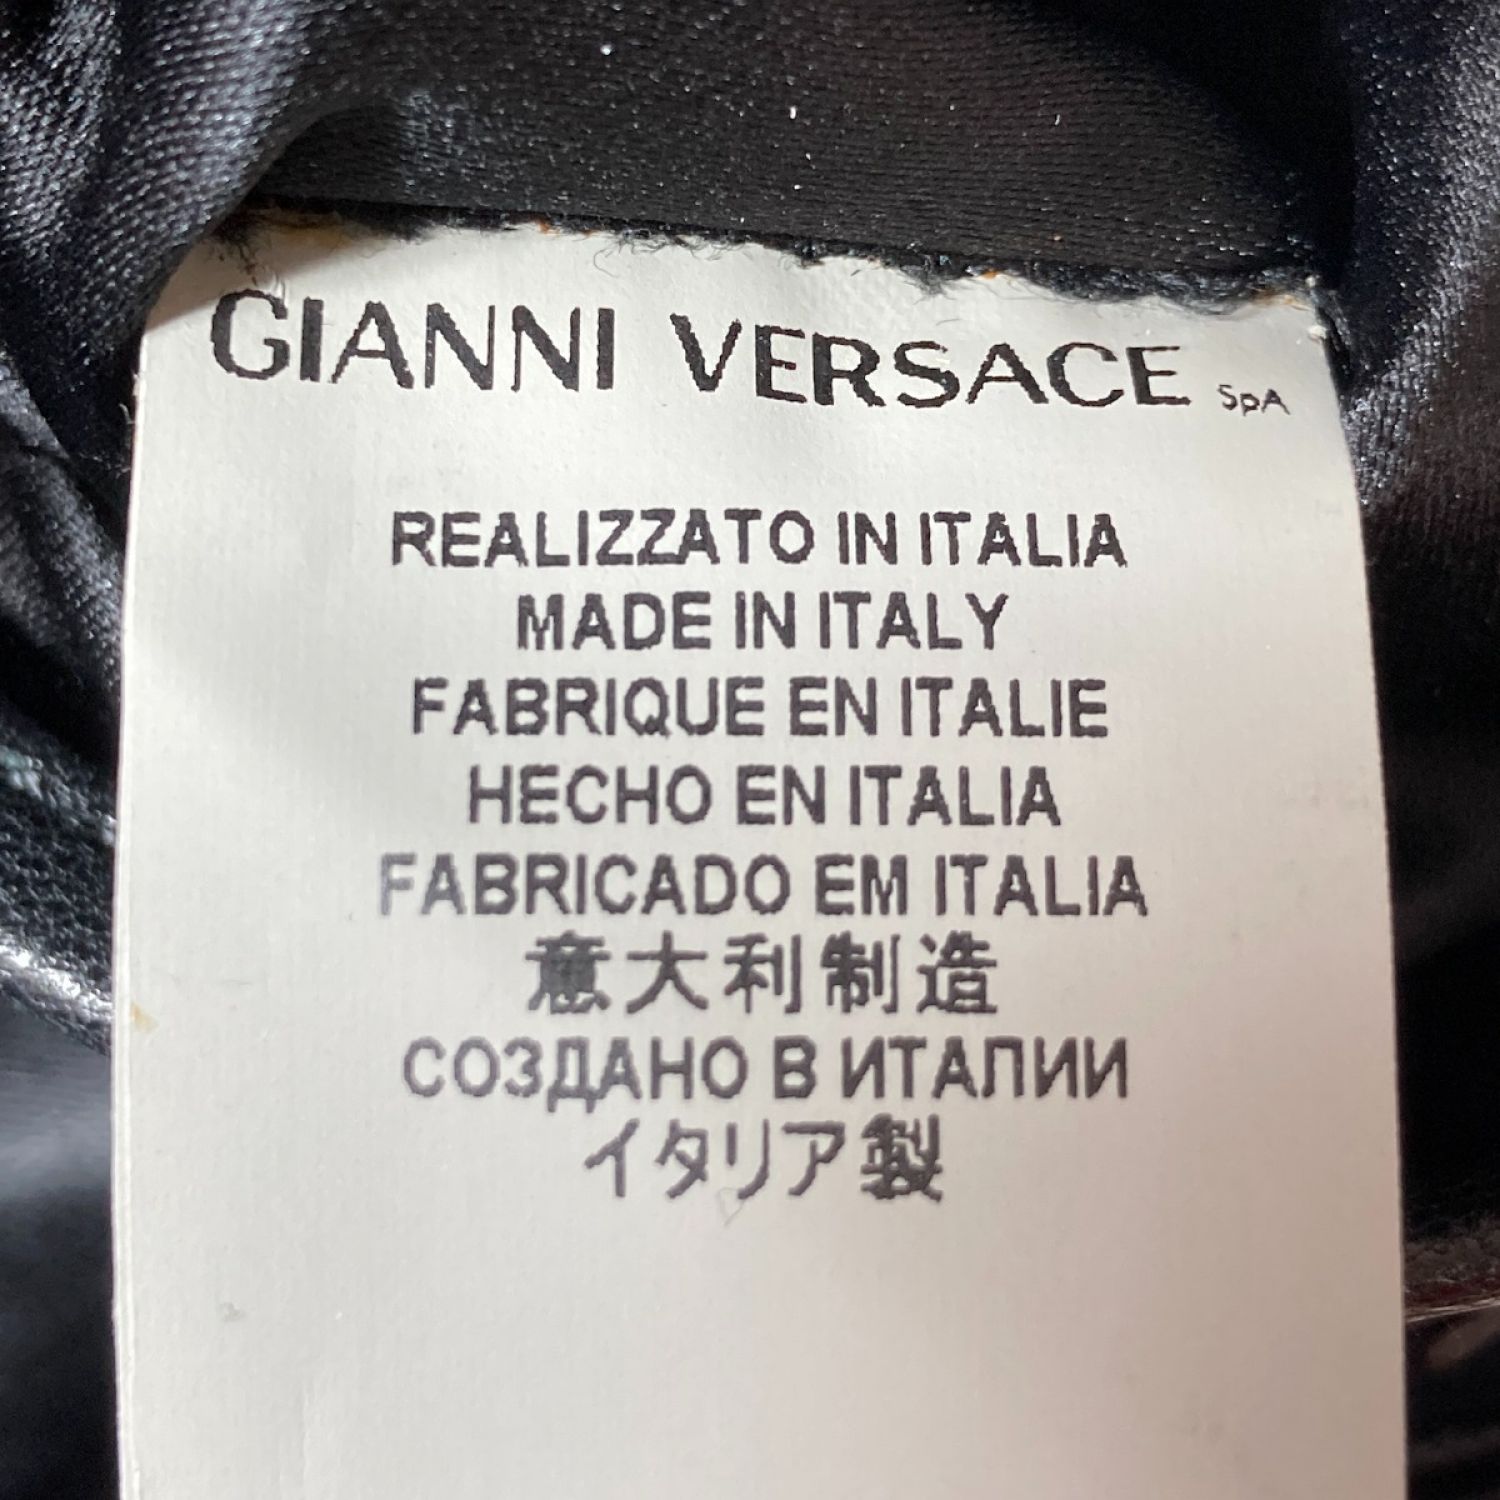 GIANNI VERSACE SpA
REALIZZATO IN ITALIA
MADE IN ITALY
FABRIQUE EN ITALIE
HECHO EN ITALIA
FABRICADO EM ITALIA
意大利制造
СОЗДАНО В ИТАПИИ
イタリア製